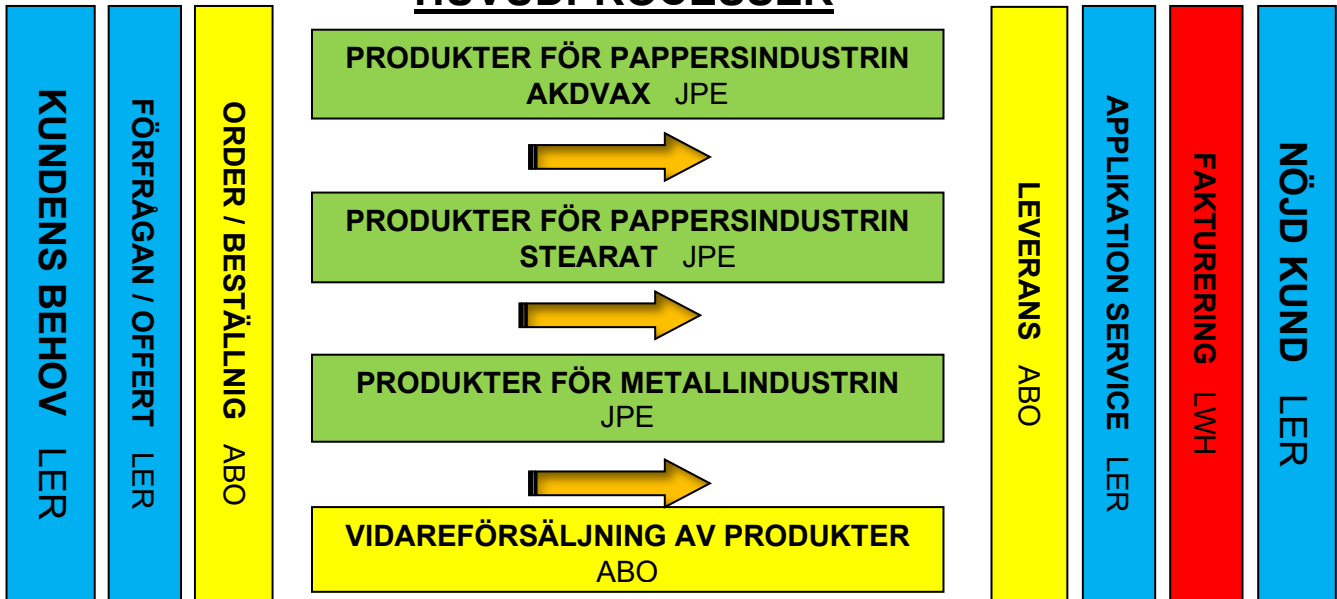 HUVUDPROCESSER
KUNDENS BEHOV LER
FÖRFRÅGAN / OFFERT LER
ORDER / BESTÄLLNIG ABO
PRODUKTER FÖR PAPPERSINDUSTRIN
AKDVAX JPE
PRODUKTER FÖR PAPPERSINDUSTRIN
STEARAT JPE
PRODUKTER FÖR METALLINDUSTRIN
JPE
VIDAREFÖRSÄLJNING AV PRODUKTER
ABO
LEVERANS ABO
APPLIKATION SERVICE LER
FAKTURERING LWH
NÖJD KUND LER